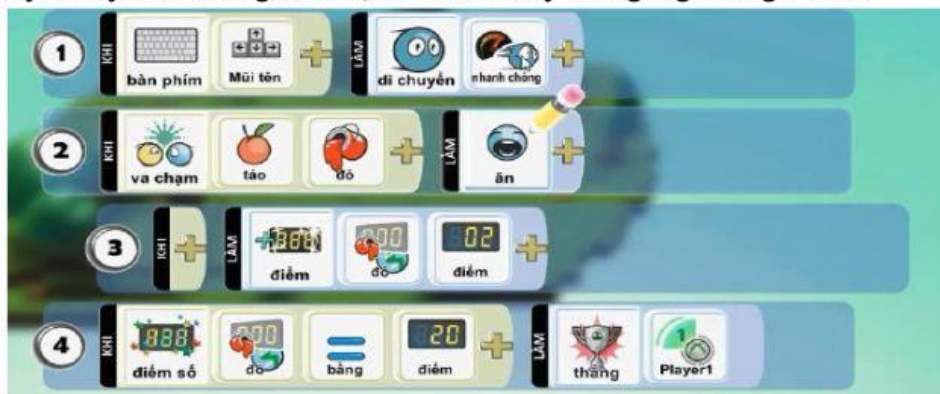 1 KHI bàn phím Mũi tên LÀM di chuyển nhanh chóng
2 KHI va chạm táo đỏ LÀM ăn
3 KHI LÀM điểm đỏ 02 điểm
4 KHI điểm số đỏ bằng 20 điểm LÀM thắng 1 Player1